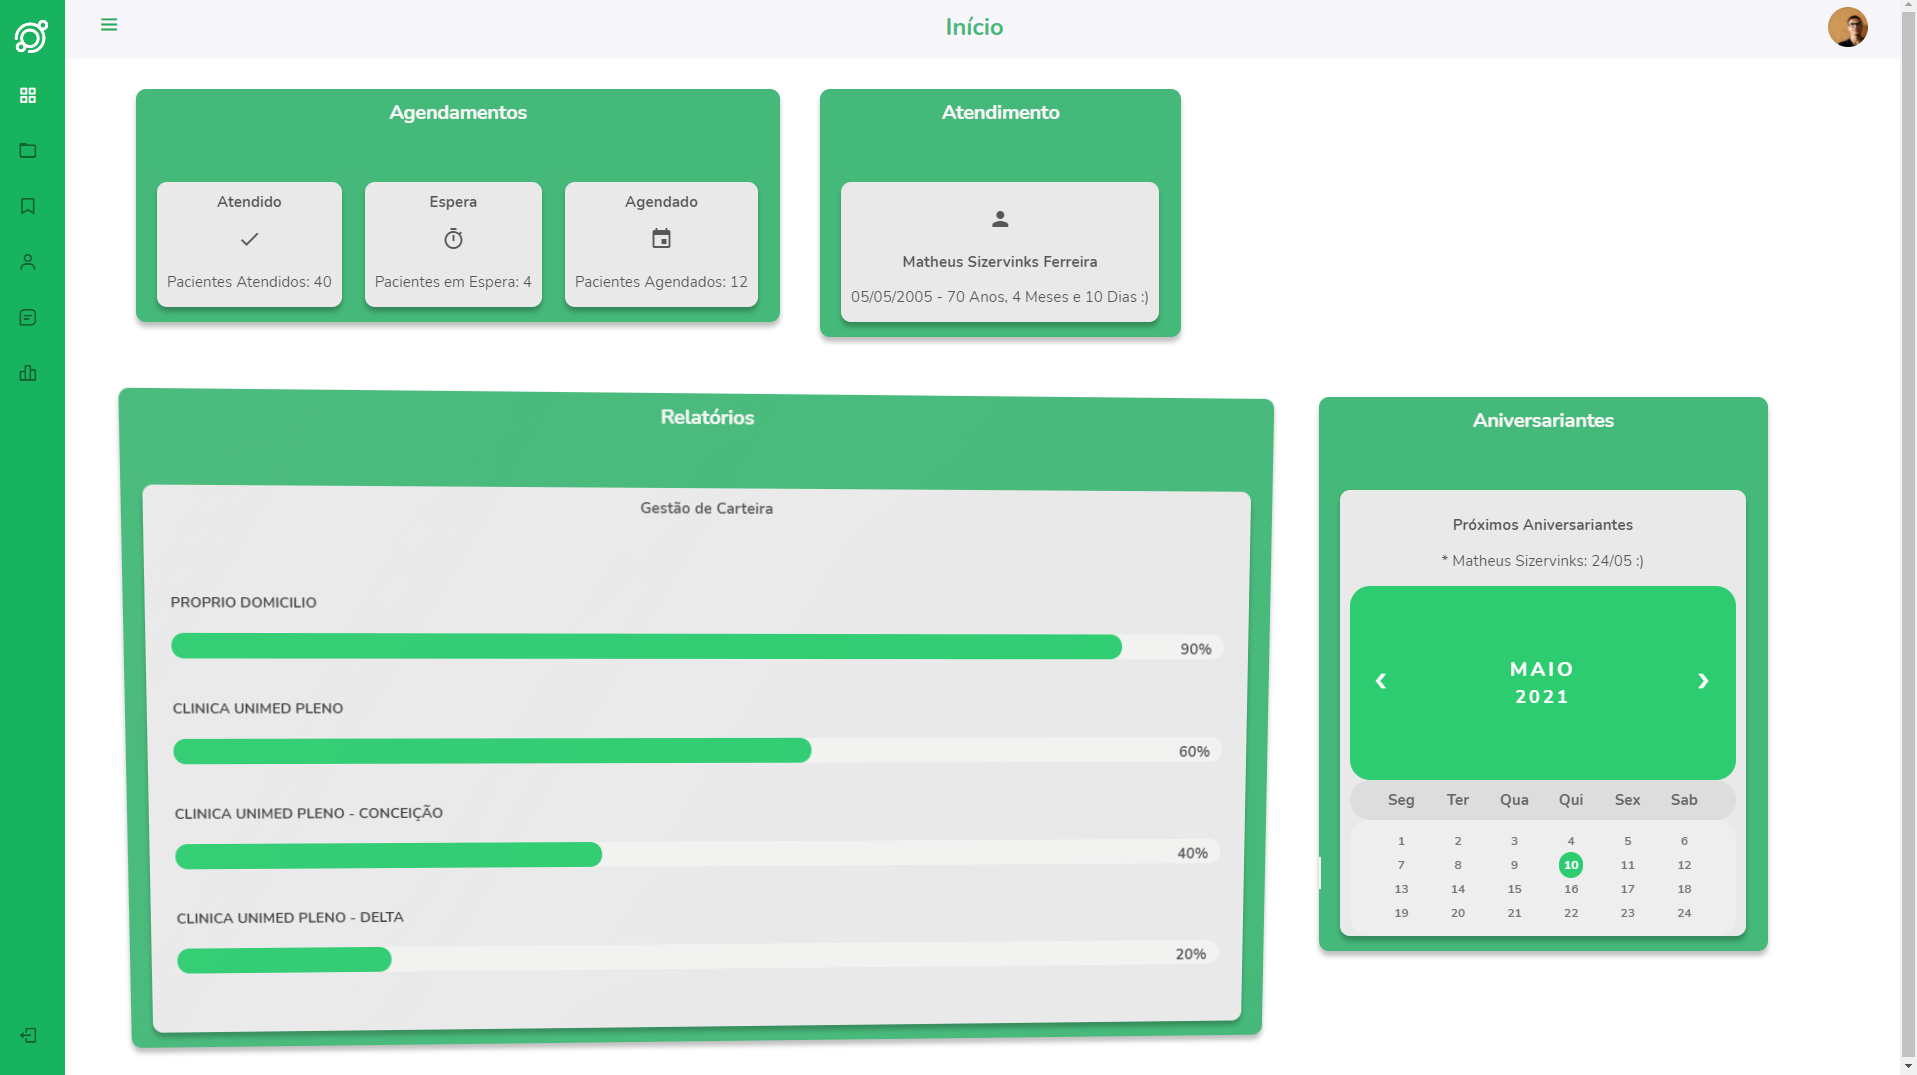 Início
Agendamentos
Atendido
Pacientes Atendidos: 40
Espera
Pacientes em Espera: 4
Agendado
Pacientes Agendados: 12
Atendimento
Matheus Sizervinks Ferreira
05/05/2005 - 70 Anos, 4 Meses e 10 Dias :)
Relatórios
Gestão de Carteira
PROPRIO DOMICILIO
90%
CLINICA UNIMED PLENO
60%
CLINICA UNIMED PLENO - CONCEIÇÃO
40%
CLINICA UNIMED PLENO - DELTA
20%
Aniversariantes
Próximos Aniversariantes
* Matheus Sizervinks: 24/05 :)
❮ MAIO ❯
2021
Seg Ter Qua Qui Sex Sab
1 2 3 4 5 6
7 8 9 10 11 12
13 14 15 16 17 18
19 20 21 22 23 24